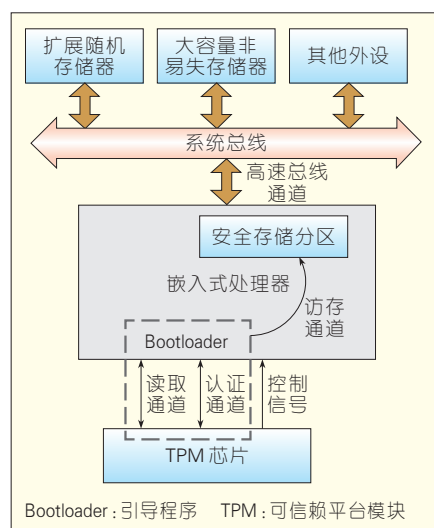 扩展随机
存储器
大容量非
易失存储器
其他外设
系统总线
高速总线
通道
安全存储分区
嵌入式处理器
访存
通道
Bootloader
读取
通道
认证
通道
控制
信号
TPM 芯片
Bootloader：引导程序 TPM：可信赖平台模块